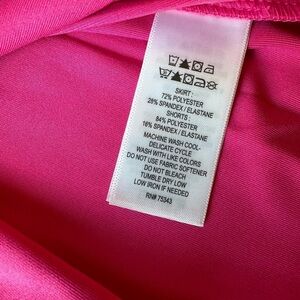 SKIRT :
72% POLYESTER
28% SPANDEX / ELASTANE
SHORTS :
84% POLYESTER
16% SPANDEX / ELASTANE
MACHINE WASH COOL-
DELICATE CYCLE
WASH WITH LIKE COLORS
DO NOT USE FABRIC SOFTENER
DO NOT BLEACH
TUMBLE DRY LOW
LOW IRON IF NEEDED
RN# 75343